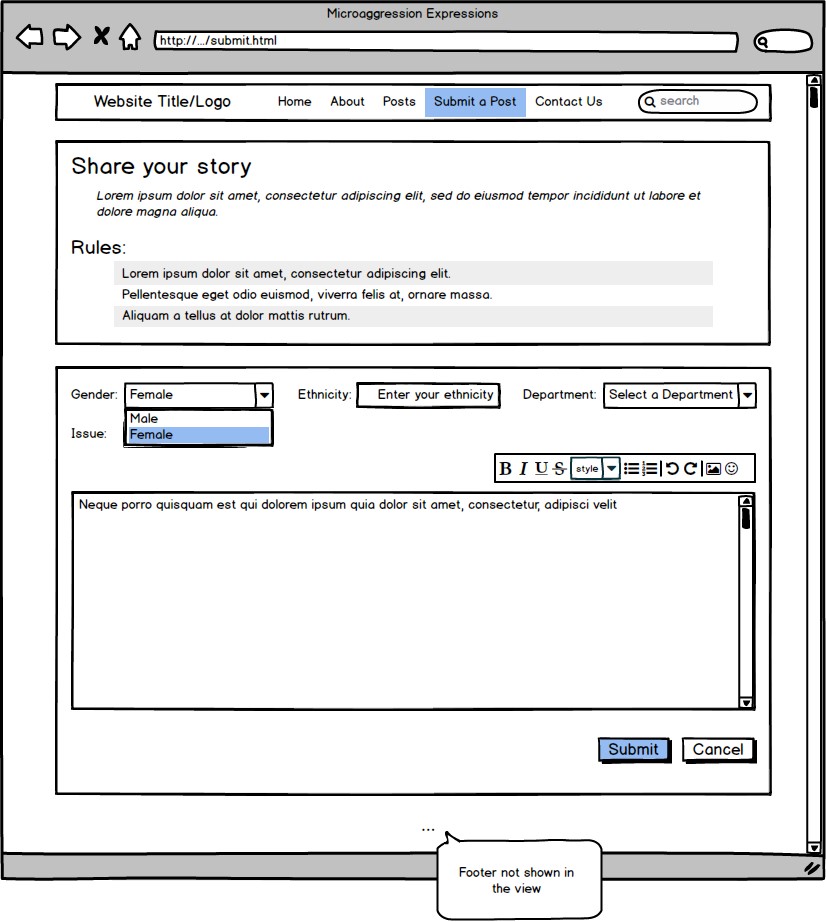 Microaggression Expressions
http://.../submit.html
Website Title/Logo Home About Posts Submit a Post Contact Us search
Share your story
Lorem ipsum dolor sit amet, consectetur adipiscing elit, sed do eiusmod tempor incididunt ut labore et
dolore magna aliqua.
Rules:
Lorem ipsum dolor sit amet, consectetur adipiscing elit.
Pellentesque eget odio euismod, viverra felis at, ornare massa.
Aliquam a tellus at dolor mattis rutrum.
Gender: Female Ethnicity: Enter your ethnicity Department: Select a Department
Male
Issue: Female
B I U S style
Neque porro quisquam est qui dolorem ipsum quia dolor sit amet, consectetur, adipisci velit
Submit Cancel
...
Footer not shown in
the view